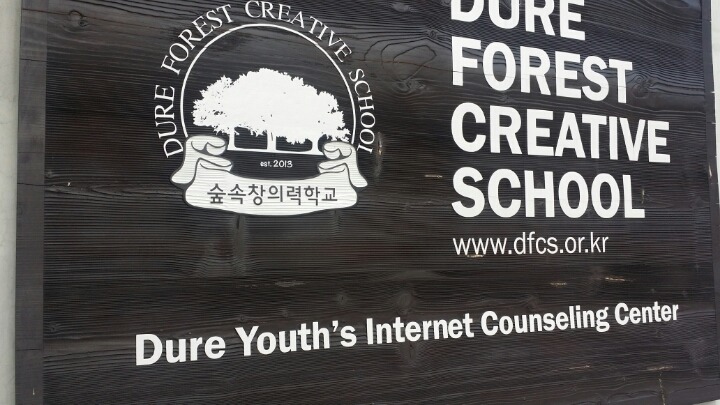 DURE FOREST CREATIVE SCHOOL
est. 2013
숲속창의력학교
DURE
FOREST
CREATIVE
SCHOOL
www.dfcs.or.kr
Dure Youth's Internet Counseling Center